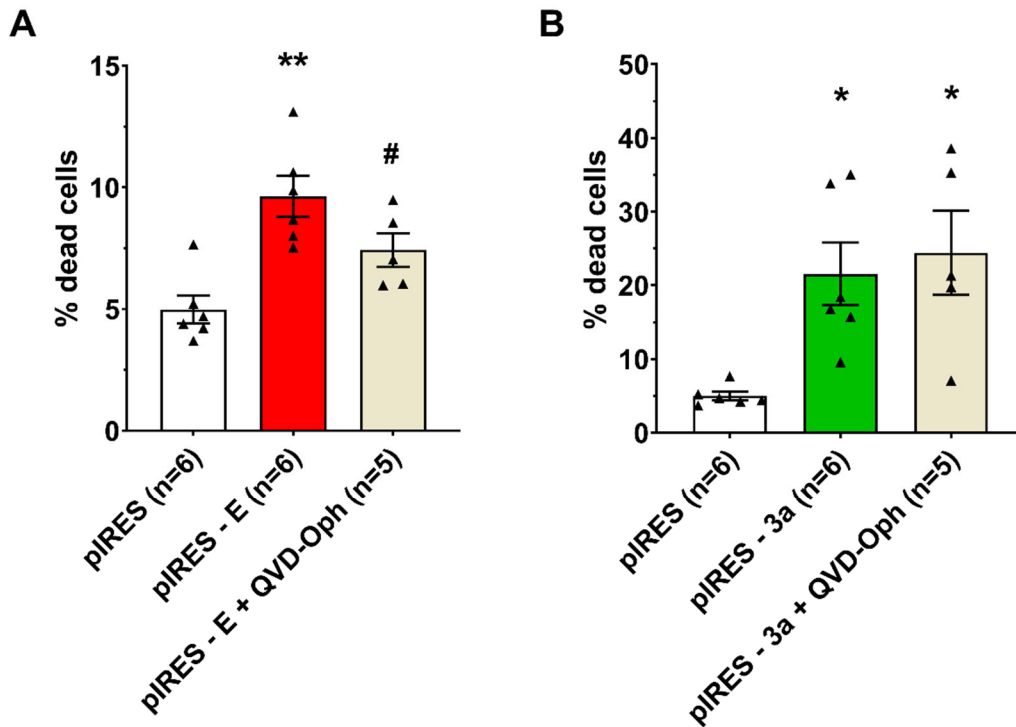 A
% dead cells
15
10
5
0
**
#
pIRES (n=6)
pIRES - E (n=6)
pIRES - E + QVD-Oph (n=5)
B
% dead cells
50
40
30
20
10
0
*
*
pIRES (n=6)
pIRES - 3a (n=6)
pIRES - 3a + QVD-Oph (n=5)